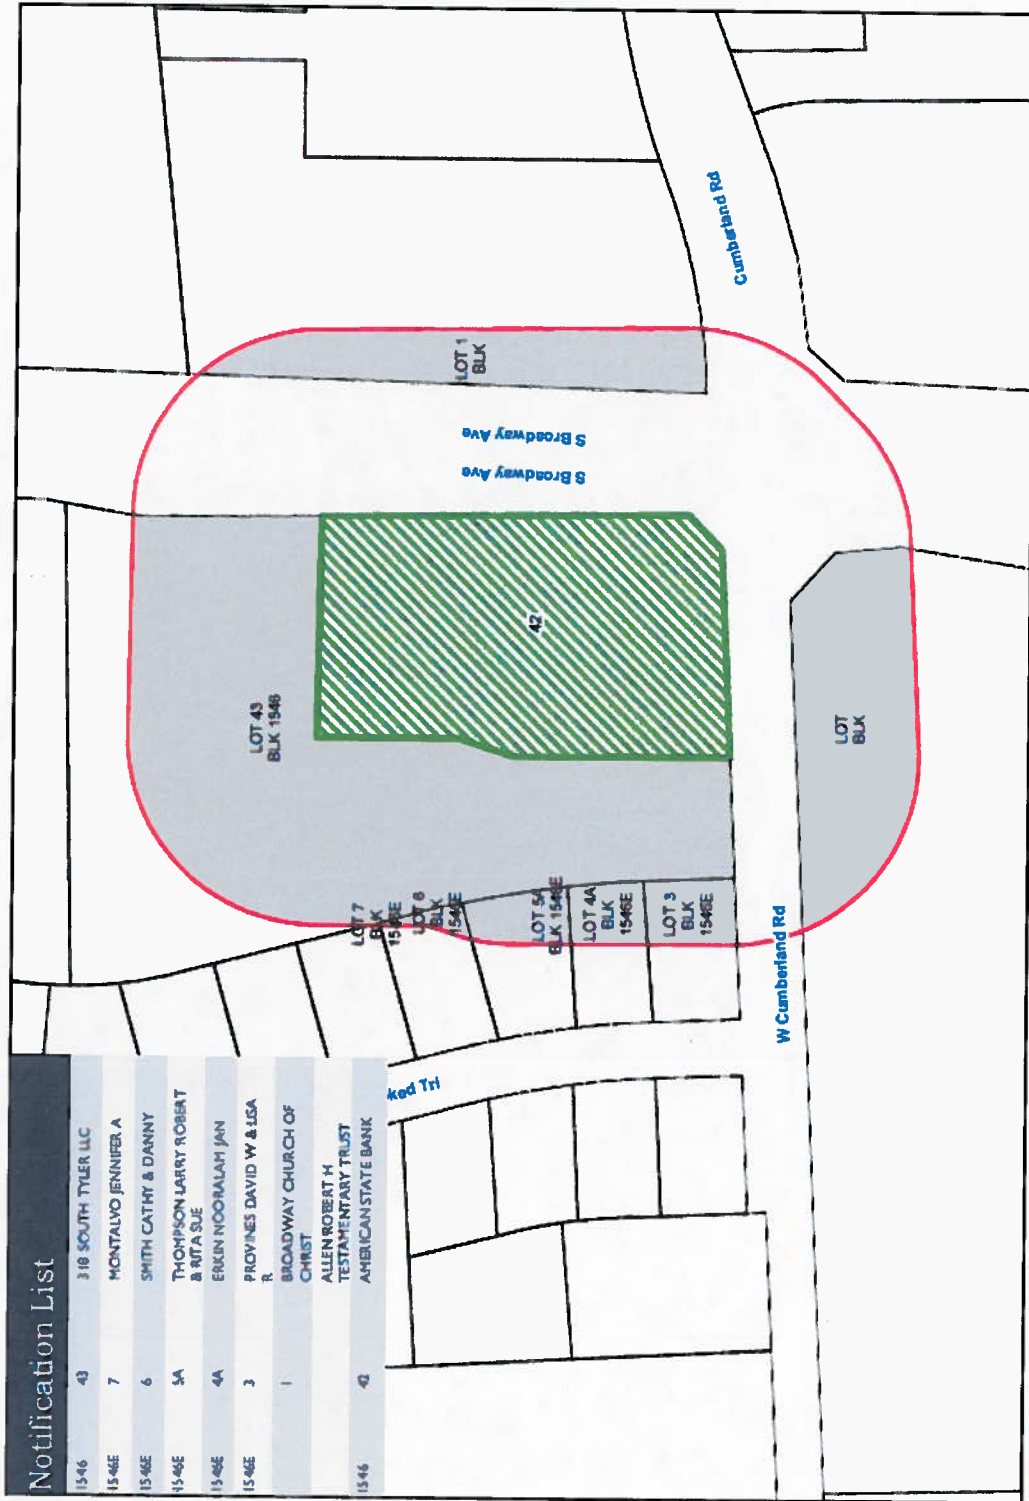 Notification List
1546 43 318 SOUTH TYLER LLC
1546E 7 MONTALVO JENNIFER A
1546E 6 SMITH CATHY & DANNY
1546E 5A THOMPSON LARRY ROBERT
& RITA SUE
1546E 4A ERKIN NOORALAM JAN
1546E 3 PROVINES DAVID W & LISA
R
1 BROADWAY CHURCH OF
CHRIST
ALLEN ROBERT H
TESTAMENTARY TRUST
1546 42 AMERICAN STATE BANK
LOT 43
BLK 1546
LOT 7
BLK
1546E
LOT 6
BLK
1546E
LOT 5A
BLK 1546E
LOT 4A
BLK
1546E
LOT 3
BLK
1546E
42
LOT 1
BLK
LOT
BLK
S Broadway Ave
S Broadway Ave
Cumberland Rd
W Cumberland Rd
ked Trl